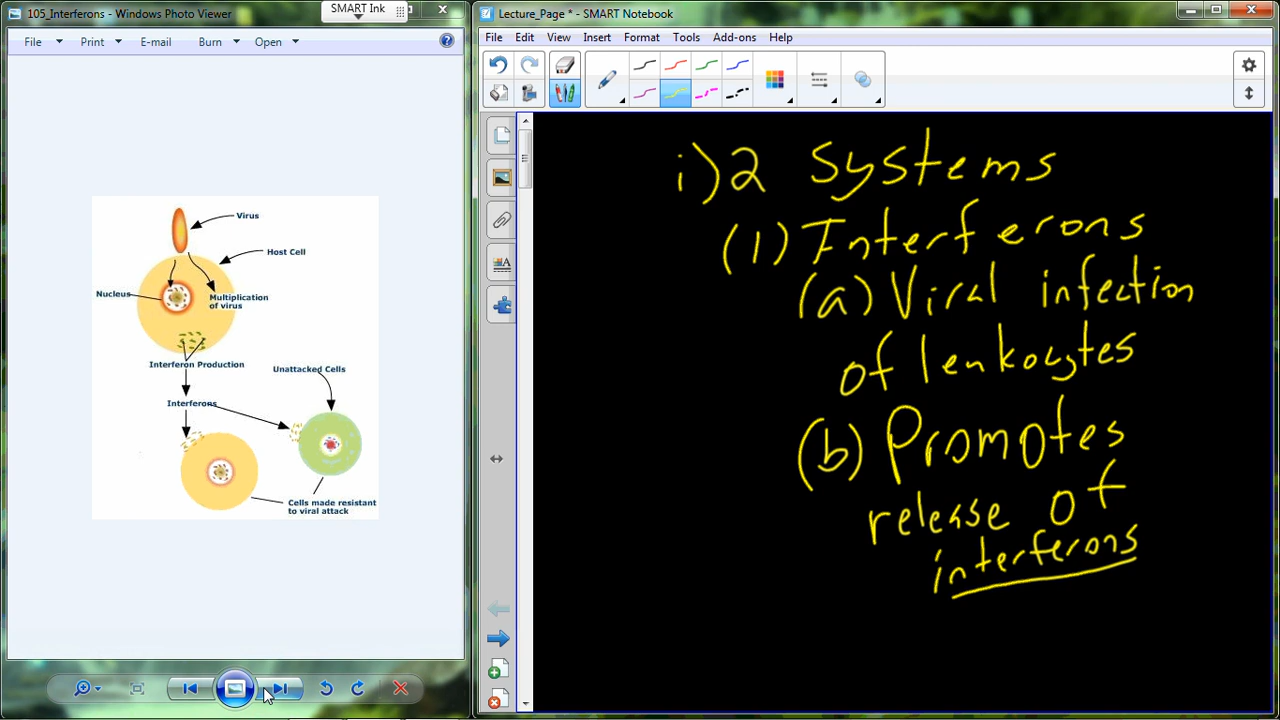 105_Interferons - Windows Photo Viewer
SMART Ink
File Print E-mail Burn Open
Virus
Host Cell
Nucleus
Multiplication
of virus
Interferon Production
Unattacked Cells
Interferons
Cells made resistant
to viral attack
Lecture_Page * - SMART Notebook
File Edit View Insert Format Tools Add-ons Help
i) 2 Systems
(1) Interferons
(a) Viral infection
of leukocytes
(b) Promotes
release of
interferons